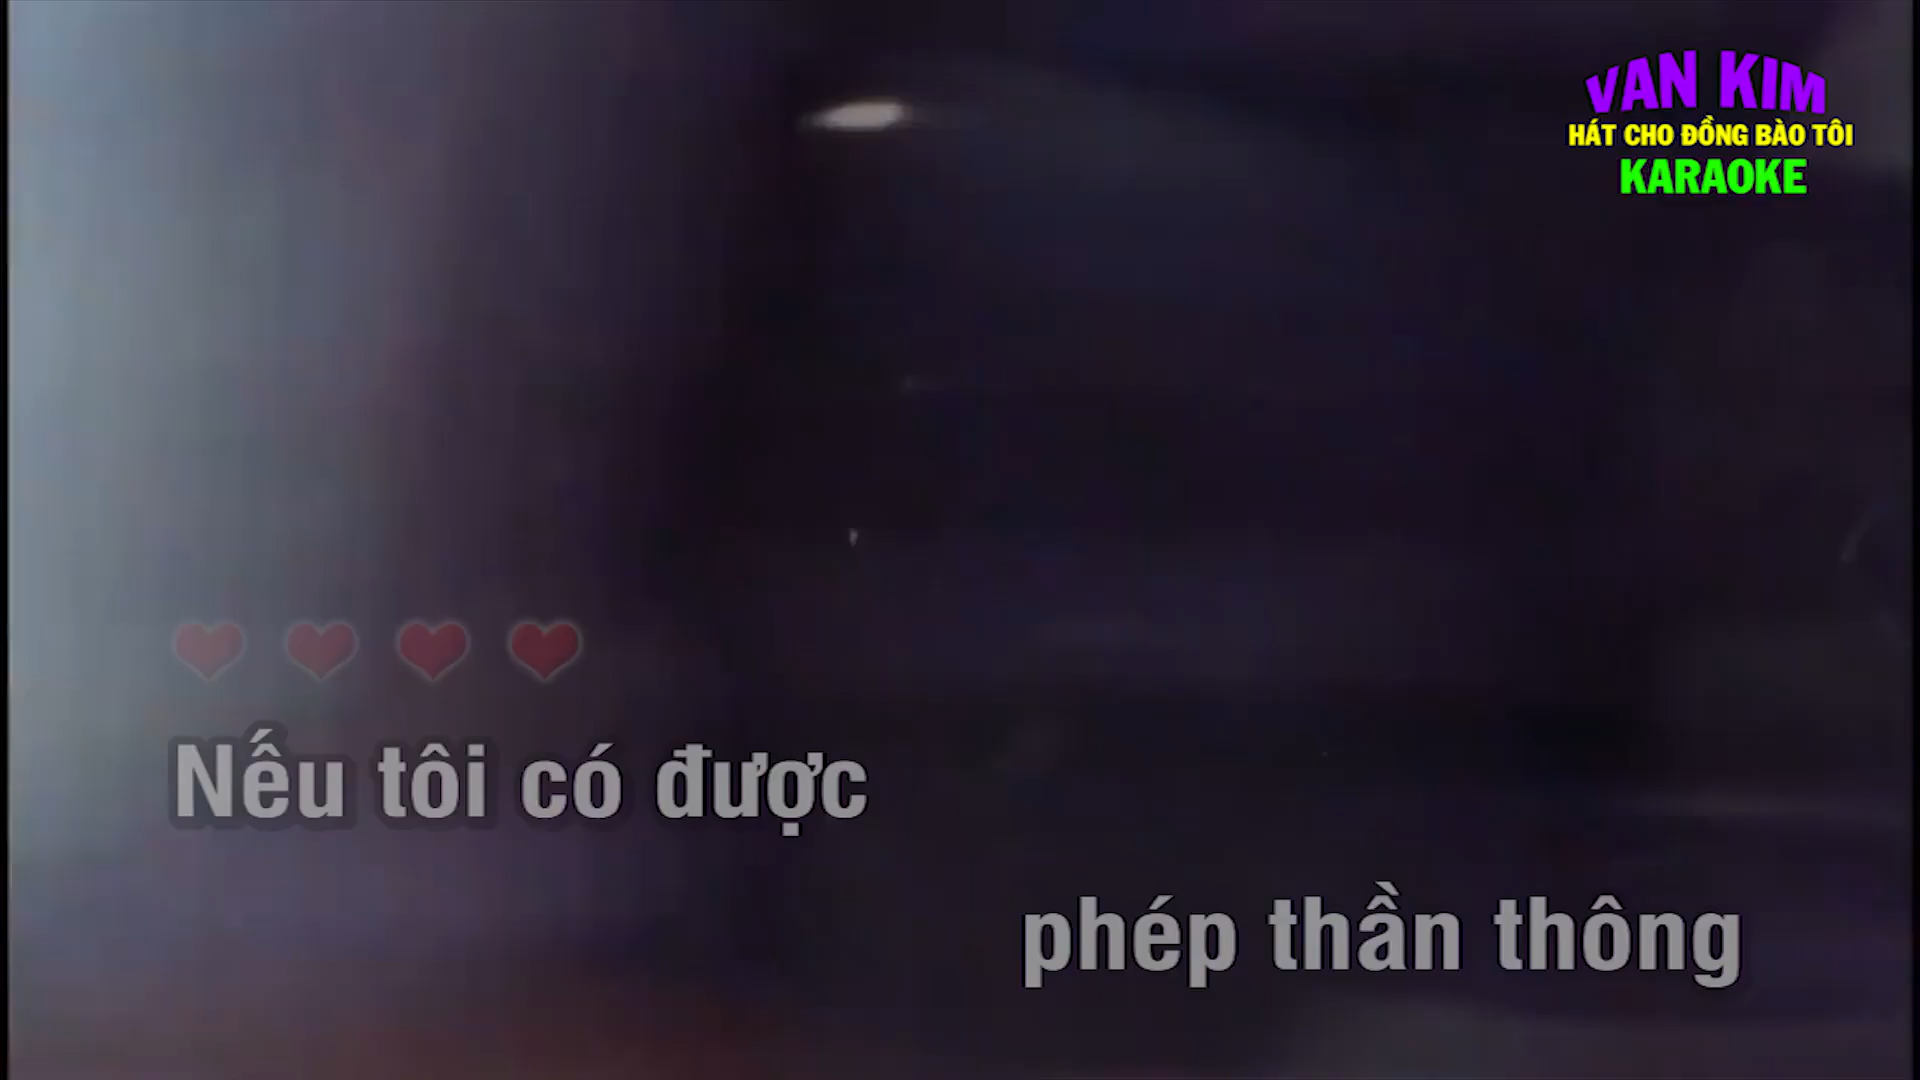 VAN KIM
HÁT CHO ĐỒNG BÀO TÔI
KARAOKE
Nếu tôi có được
phép thần thông